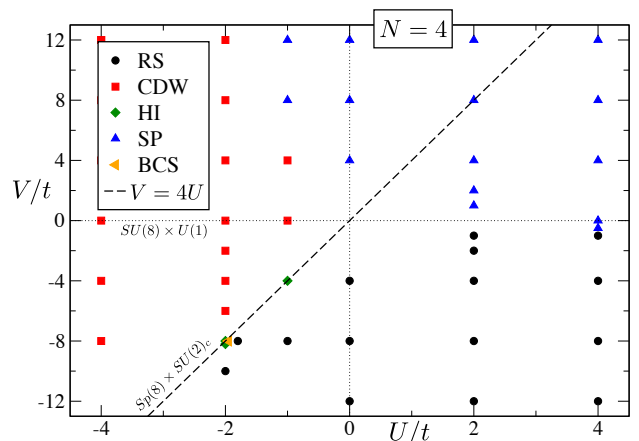 N = 4
12
8
4
0
-4
-8
-12
V/t
RS
CDW
HI
SP
BCS
V = 4U
SU(8) × U(1)
Sp(8) × SU(2)c
-4
-2
0
2
4
U/t